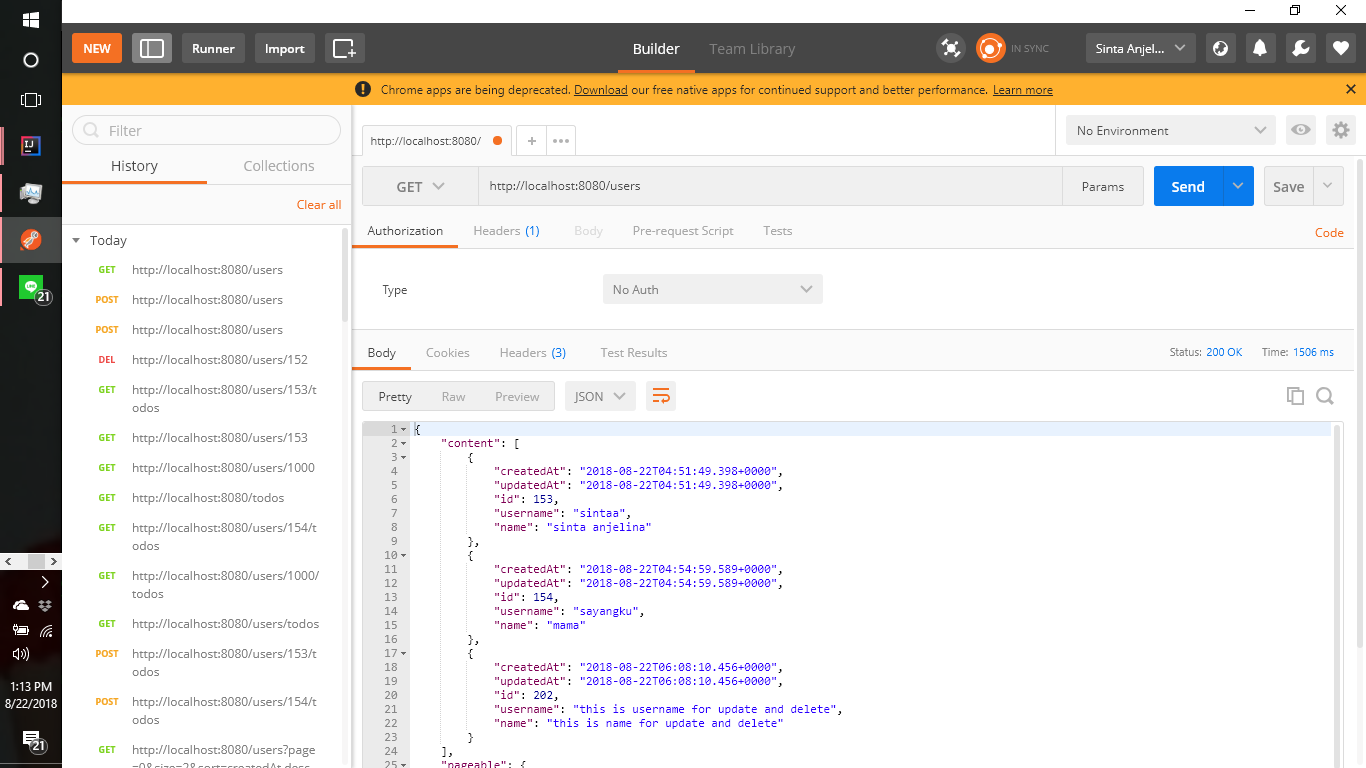 NEW
Runner
Import
Builder
Team Library
IN SYNC
Sinta Anjel...
Chrome apps are being deprecated. Download our free native apps for continued support and better performance. Learn more
Filter
History
Collections
Clear all
Today
GET http://localhost:8080/users
POST http://localhost:8080/users
POST http://localhost:8080/users
DEL http://localhost:8080/users/152
GET http://localhost:8080/users/153/t
odos
GET http://localhost:8080/users/153
GET http://localhost:8080/users/1000
GET http://localhost:8080/todos
GET http://localhost:8080/users/154/t
odos
GET http://localhost:8080/users/1000/
todos
GET http://localhost:8080/users/todos
POST http://localhost:8080/users/153/t
odos
POST http://localhost:8080/users/154/t
odos
GET http://localhost:8080/users?page
=0&size=2&sort=createdAt,desc
http://localhost:8080/
No Environment
GET
http://localhost:8080/users
Params
Send
Save
Authorization
Headers (1)
Body
Pre-request Script
Tests
Code
Type
No Auth
Body
Cookies
Headers (3)
Test Results
Status: 200 OK
Time: 1506 ms
Pretty
Raw
Preview
JSON
1 {
2 "content": [
3 {
4 "createdAt": "2018-08-22T04:51:49.398+0000",
5 "updatedAt": "2018-08-22T04:51:49.398+0000",
6 "id": 153,
7 "username": "sintaa",
8 "name": "sinta anjelina"
9 },
10 {
11 "createdAt": "2018-08-22T04:54:59.589+0000",
12 "updatedAt": "2018-08-22T04:54:59.589+0000",
13 "id": 154,
14 "username": "sayangku",
15 "name": "mama"
16 },
17 {
18 "createdAt": "2018-08-22T06:08:10.456+0000",
19 "updatedAt": "2018-08-22T06:08:10.456+0000",
20 "id": 202,
21 "username": "this is username for update and delete",
22 "name": "this is name for update and delete"
23 }
24 ],
25 "pageable": {
IJ
21
1:13 PM
8/22/2018
21